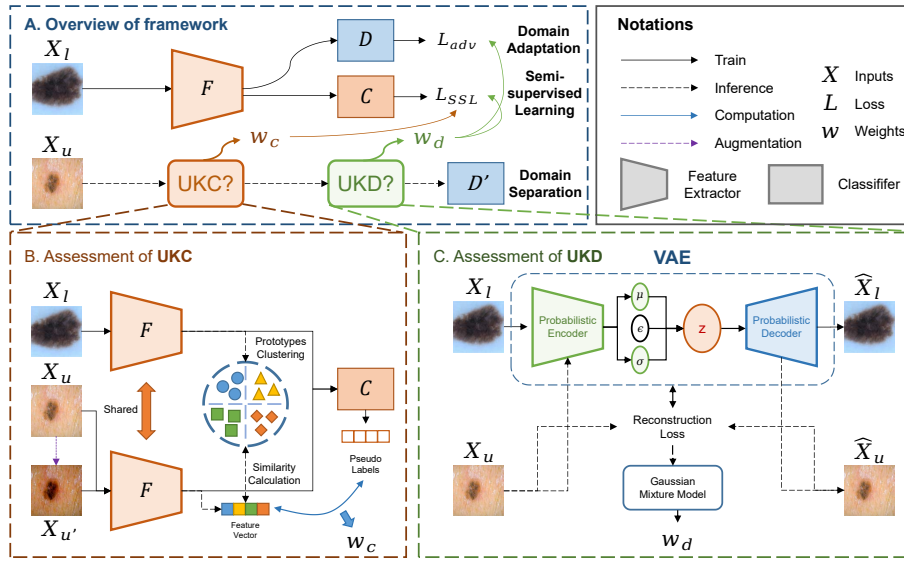 A. Overview of framework
X_l
F
D
L_adv
Domain
Adaptation
C
L_SSL
Semi-
supervised
Learning
w_c
w_d
X_u
UKC?
UKD?
D'
Domain
Separation
Notations
Train
Inference
Computation
Augmentation
X Inputs
L Loss
w Weights
Feature
Extractor
Classififer
B. Assessment of UKC
X_l
F
Prototypes
Clustering
X_u
Shared
C
Pseudo
Labels
Similarity
Calculation
X_u'
F
Feature
Vector
w_c
C. Assessment of UKD
VAE
X_l
Probabilistic
Encoder
μ
ϵ
σ
z
Probabilistic
Decoder
X̂_l
Reconstruction
Loss
X_u
X̂_u
Gaussian
Mixture Model
w_d